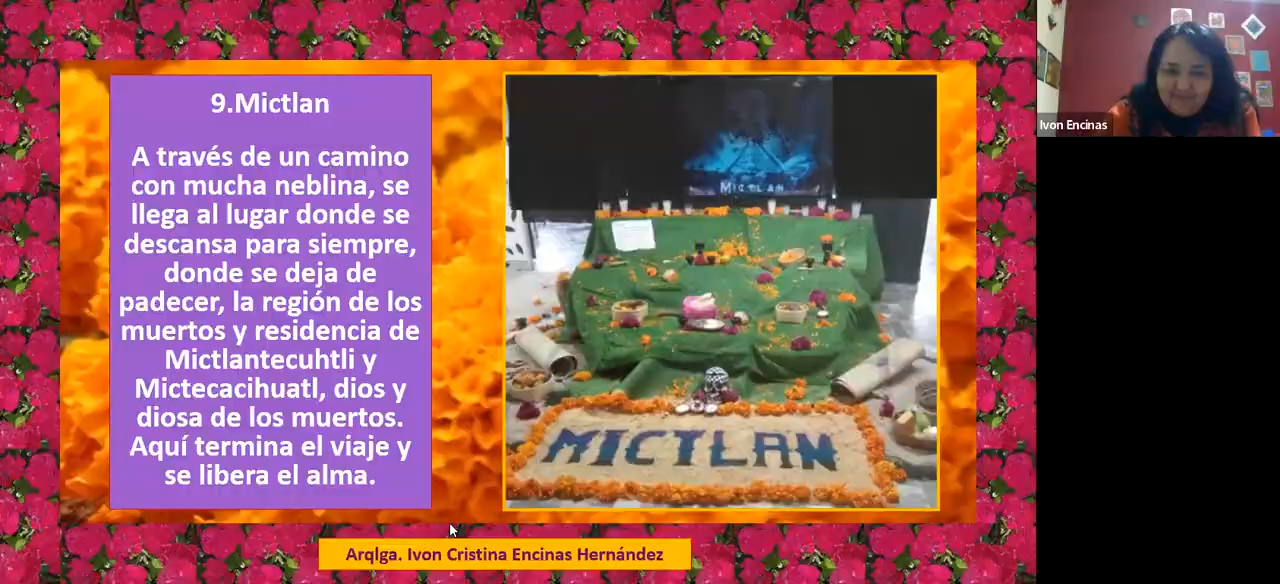 9.Mictlan
A través de un camino
con mucha neblina, se
llega al lugar donde se
descansa para siempre,
donde se deja de
padecer, la región de los
muertos y residencia de
Mictlantecuhtli y
Mictecacihuatl, dios y
diosa de los muertos.
Aquí termina el viaje y
se libera el alma.
MICTLAN
MICTLAN
Arqlga. Ivon Cristina Encinas Hernández
Ivon Encinas